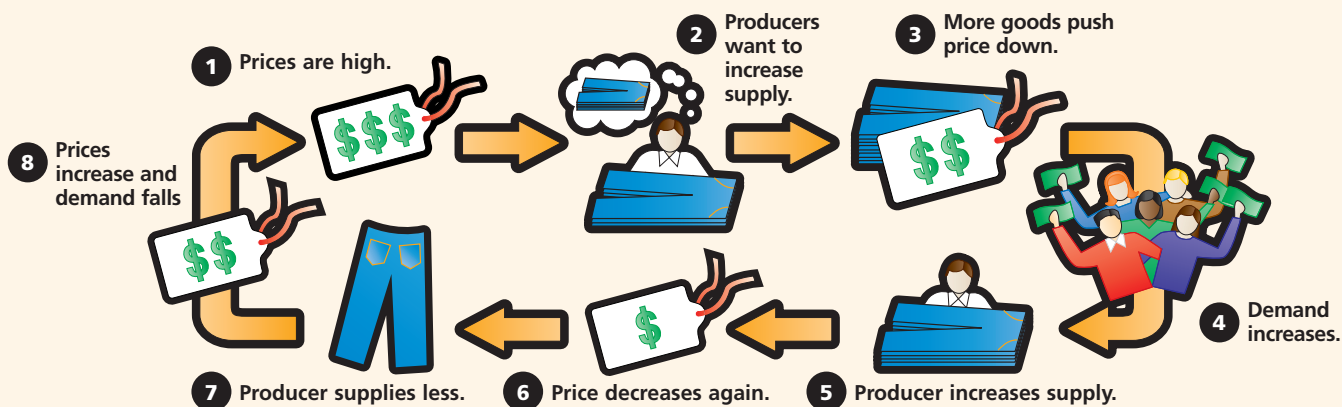 1 Prices are high.
$$$
2 Producers
want to
increase
supply.
3 More goods push
price down.
$$
4 Demand
increases.
5 Producer increases supply.
6 Price decreases again.
$
7 Producer supplies less.
8 Prices
increase and
demand falls
$$